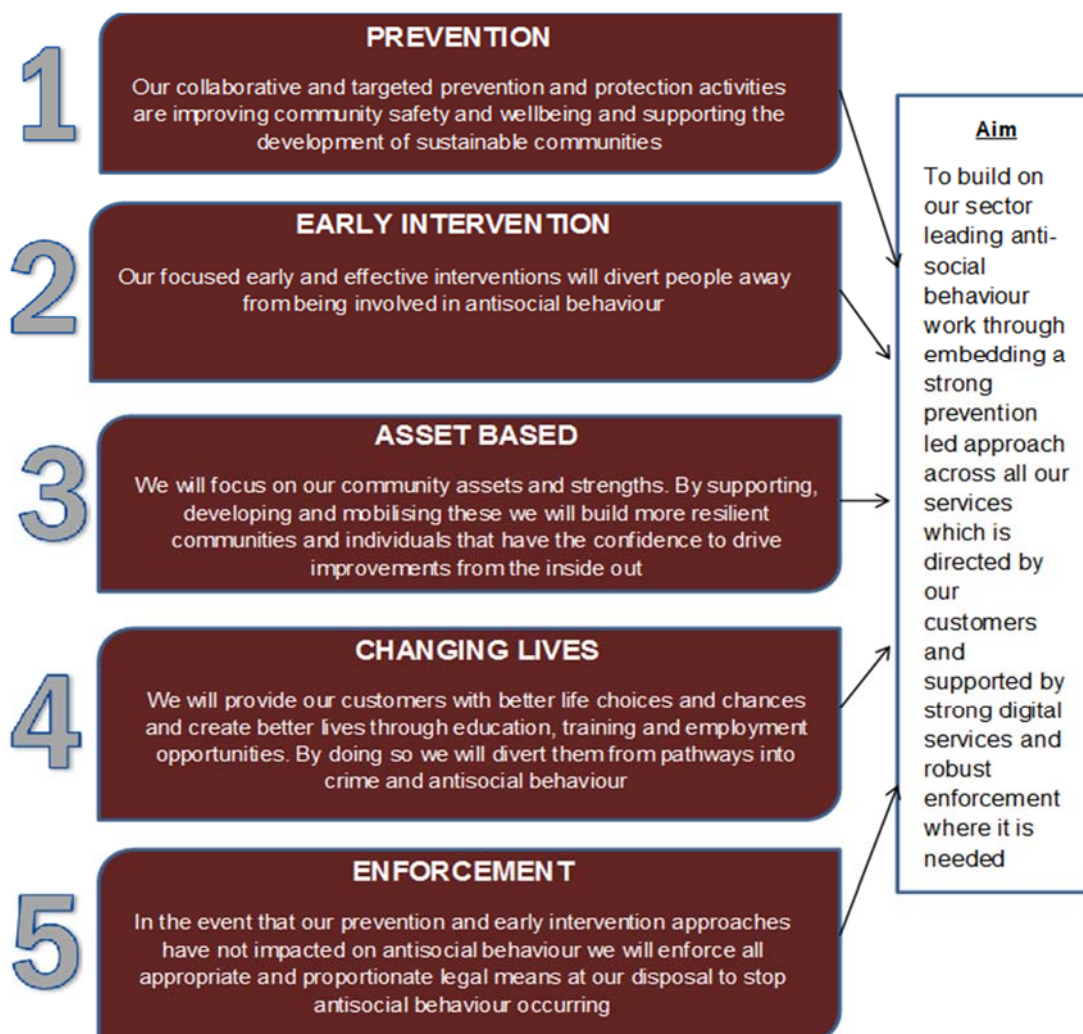 1
PREVENTION
Our collaborative and targeted prevention and protection activities
are improving community safety and wellbeing and supporting the
development of sustainable communities
2
EARLY INTERVENTION
Our focused early and effective interventions will divert people away
from being involved in antisocial behaviour
3
ASSET BASED
We will focus on our community assets and strengths. By supporting,
developing and mobilising these we will build more resilient
communities and individuals that have the confidence to drive
improvements from the inside out
4
CHANGING LIVES
We will provide our customers with better life choices and chances
and create better lives through education, training and employment
opportunities. By doing so we will divert them from pathways into
crime and antisocial behaviour
5
ENFORCEMENT
In the event that our prevention and early intervention approaches
have not impacted on antisocial behaviour we will enforce all
appropriate and proportionate legal means at our disposal to stop
antisocial behaviour occurring
Aim
To build on
our sector
leading anti-
social
behaviour
work through
embedding a
strong
prevention
led approach
across all our
services
which is
directed by
our
customers
and
supported by
strong digital
services and
robust
enforcement
where it is
needed